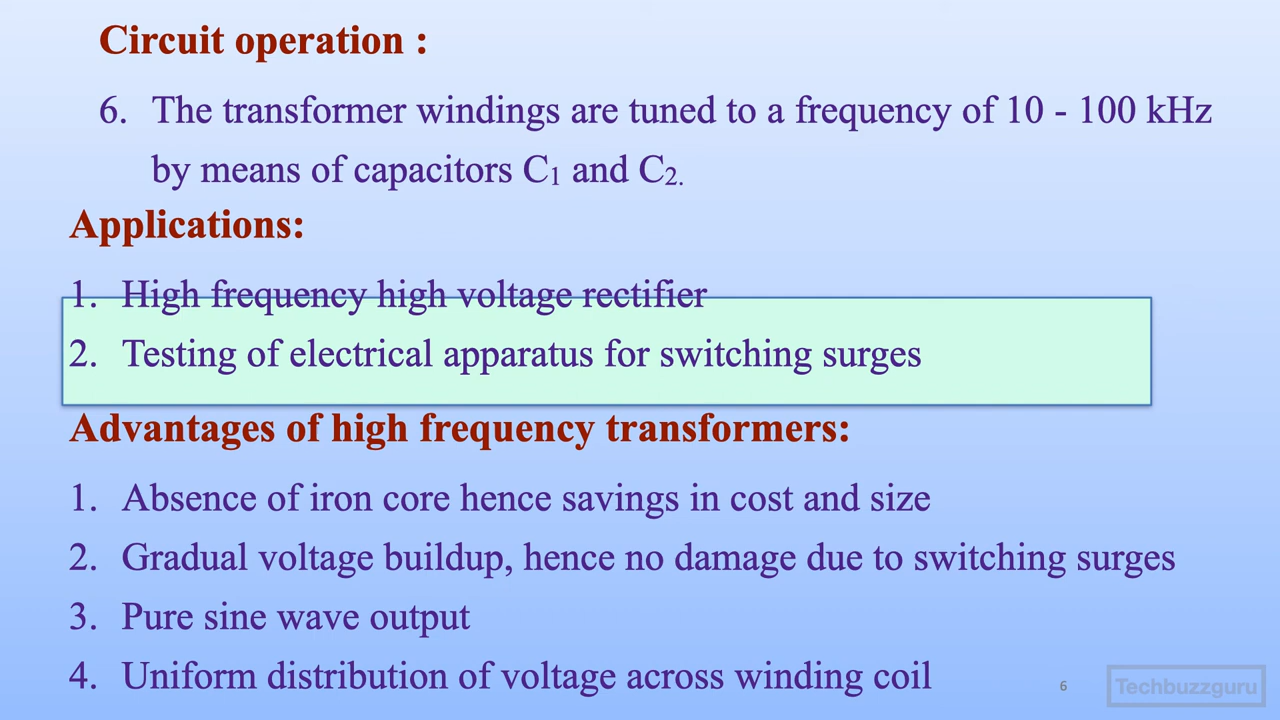 Circuit operation :
6. The transformer windings are tuned to a frequency of 10 - 100 kHz
by means of capacitors C₁ and C₂.
Applications:
1. High frequency high voltage rectifier
2. Testing of electrical apparatus for switching surges
Advantages of high frequency transformers:
1. Absence of iron core hence savings in cost and size
2. Gradual voltage buildup, hence no damage due to switching surges
3. Pure sine wave output
4. Uniform distribution of voltage across winding coil
6
Techbuzzguru